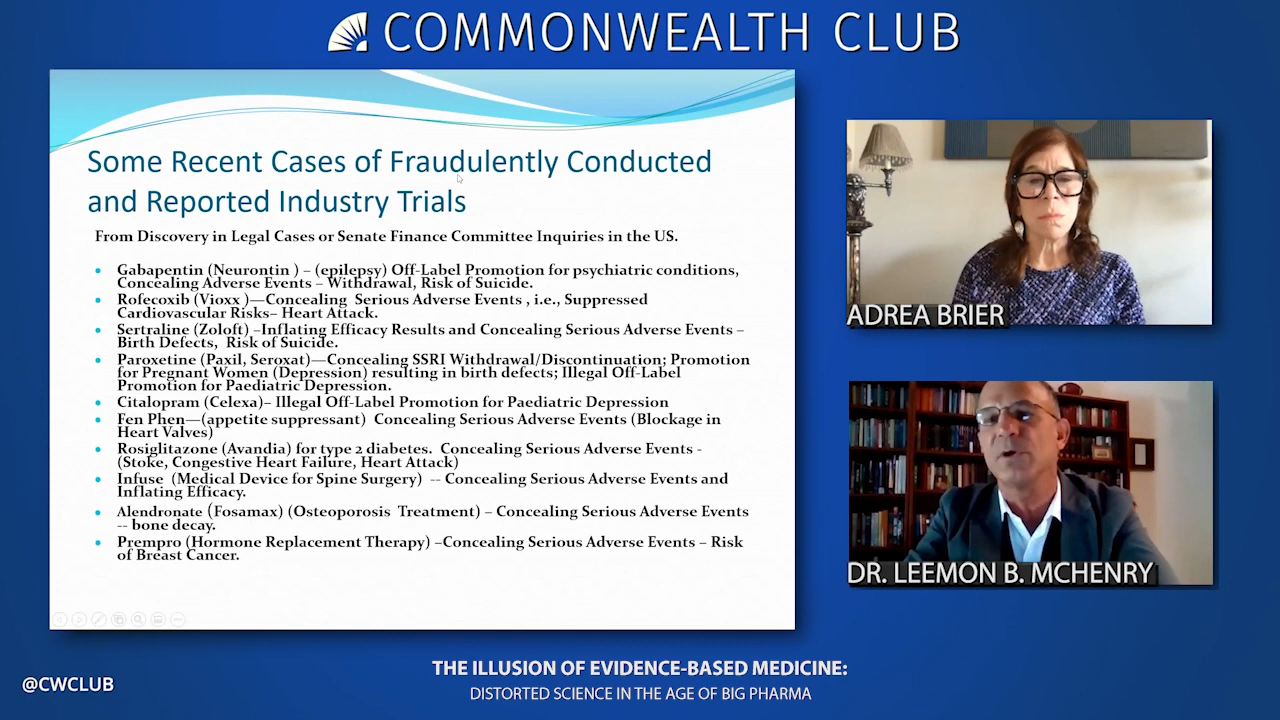 COMMONWEALTH CLUB
Some Recent Cases of Fraudulently Conducted
and Reported Industry Trials
From Discovery in Legal Cases or Senate Finance Committee Inquiries in the US.
• Gabapentin (Neurontin ) – (epilepsy) Off-Label Promotion for psychiatric conditions,
Concealing Adverse Events – Withdrawal, Risk of Suicide.
• Rofecoxib (Vioxx )—Concealing Serious Adverse Events , i.e., Suppressed
Cardiovascular Risks– Heart Attack.
• Sertraline (Zoloft) –Inflating Efficacy Results and Concealing Serious Adverse Events –
Birth Defects, Risk of Suicide.
• Paroxetine (Paxil, Seroxat)—Concealing SSRI Withdrawal/Discontinuation; Promotion
for Pregnant Women (Depression) resulting in birth defects; Illegal Off-Label
Promotion for Paediatric Depression.
• Citalopram (Celexa)– Illegal Off-Label Promotion for Paediatric Depression
• Fen Phen—(appetite suppressant) Concealing Serious Adverse Events (Blockage in
Heart Valves)
• Rosiglitazone (Avandia) for type 2 diabetes. Concealing Serious Adverse Events -
(Stoke, Congestive Heart Failure, Heart Attack)
• Infuse (Medical Device for Spine Surgery) -- Concealing Serious Adverse Events and
Inflating Efficacy.
• Alendronate (Fosamax) (Osteoporosis Treatment) – Concealing Serious Adverse Events
-- bone decay.
• Prempro (Hormone Replacement Therapy) –Concealing Serious Adverse Events – Risk
of Breast Cancer.
ADREA BRIER
DR. LEEMON B. MCHENRY
THE ILLUSION OF EVIDENCE-BASED MEDICINE:
DISTORTED SCIENCE IN THE AGE OF BIG PHARMA
@CWCLUB